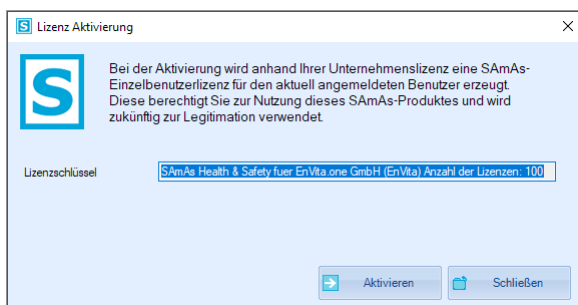 S Lizenz Aktivierung
S
Bei der Aktivierung wird anhand Ihrer Unternehmenslizenz eine SAmAs-
Einzelbenutzerlizenz für den aktuell angemeldeten Benutzer erzeugt.
Diese berechtigt Sie zur Nutzung dieses SAmAs-Produktes und wird
zukünftig zur Legitimation verwendet.
Lizenzschlüssel SAmAs Health & Safety fuer EnVita.one GmbH (EnVita) Anzahl der Lizenzen: 100
Aktivieren Schließen